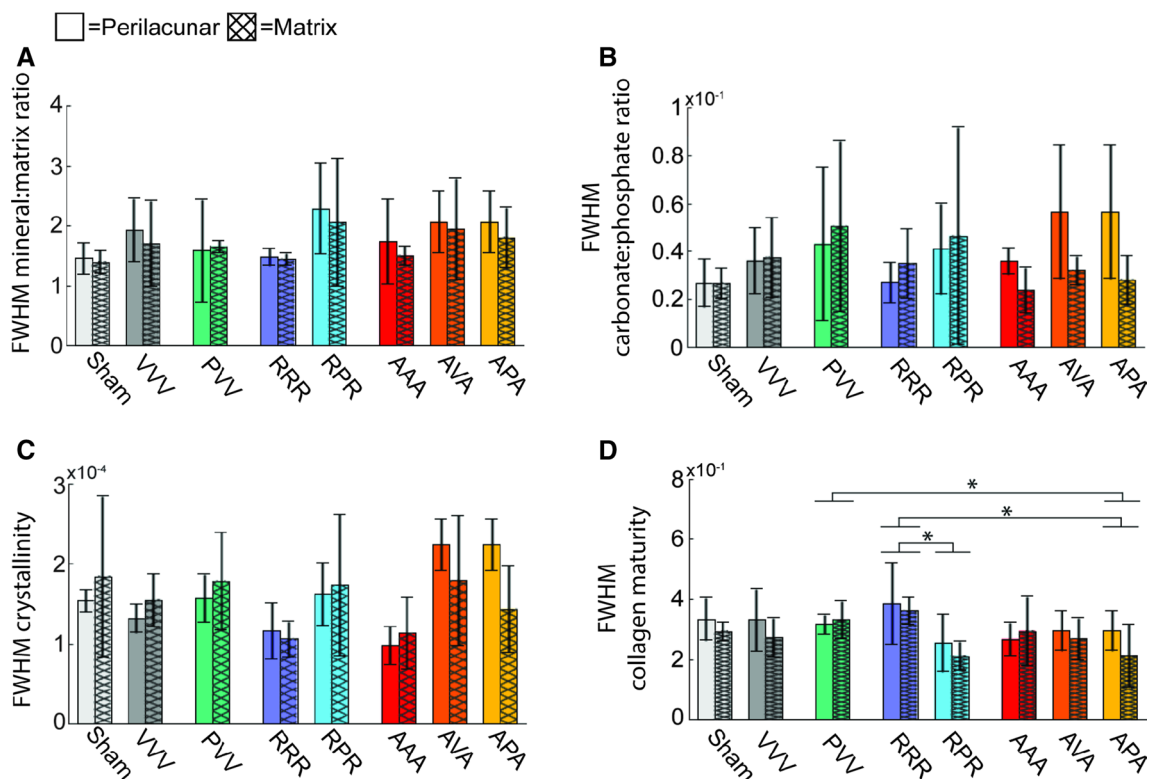 =Perilacunar =Matrix
A
FWHM mineral:matrix ratio
4
3
2
1
0
Sham VVV PVV RRR RPR AAA AVA APA
B
FWHM
carbonate:phosphate ratio
1 x10⁻¹
0.8
0.6
0.4
0.2
0
Sham VVV PVV RRR RPR AAA AVA APA
C
FWHM crystallinity
3 x10⁻⁴
2
1
0
Sham VVV PVV RRR RPR AAA AVA APA
D
FWHM
collagen maturity
8 x10⁻¹
6
4
2
0
*
*
*
Sham VVV PVV RRR RPR AAA AVA APA